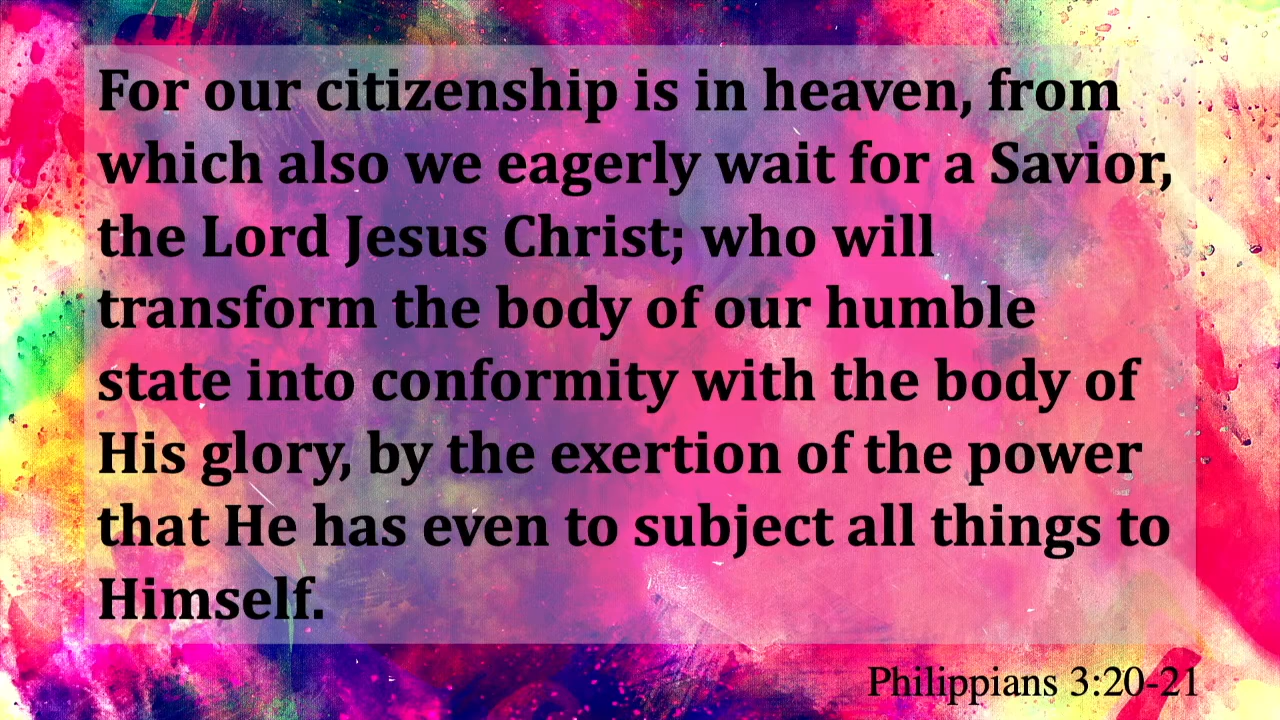 For our citizenship is in heaven, from
which also we eagerly wait for a Savior,
the Lord Jesus Christ; who will
transform the body of our humble
state into conformity with the body of
His glory, by the exertion of the power
that He has even to subject all things to
Himself.
Philippians 3:20-21